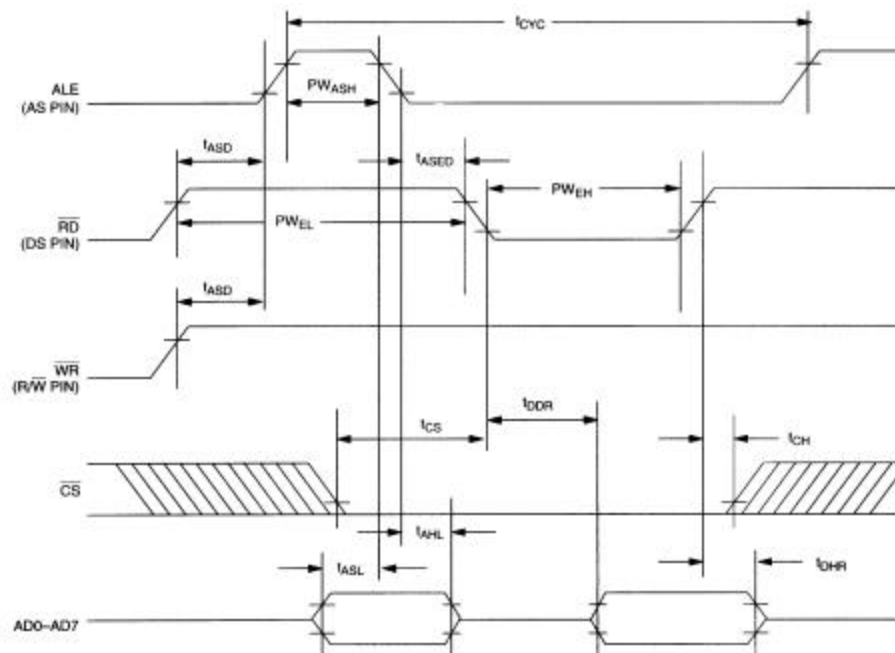 tCYC
ALE
(AS PIN)
PWASH
tASD
tASED
RD
(DS PIN)
PWEL
PWEH
tASD
WR
(R/W PIN)
tCS
tDDR
tCH
CS
tAHL
tASL
tDHR
AD0–AD7